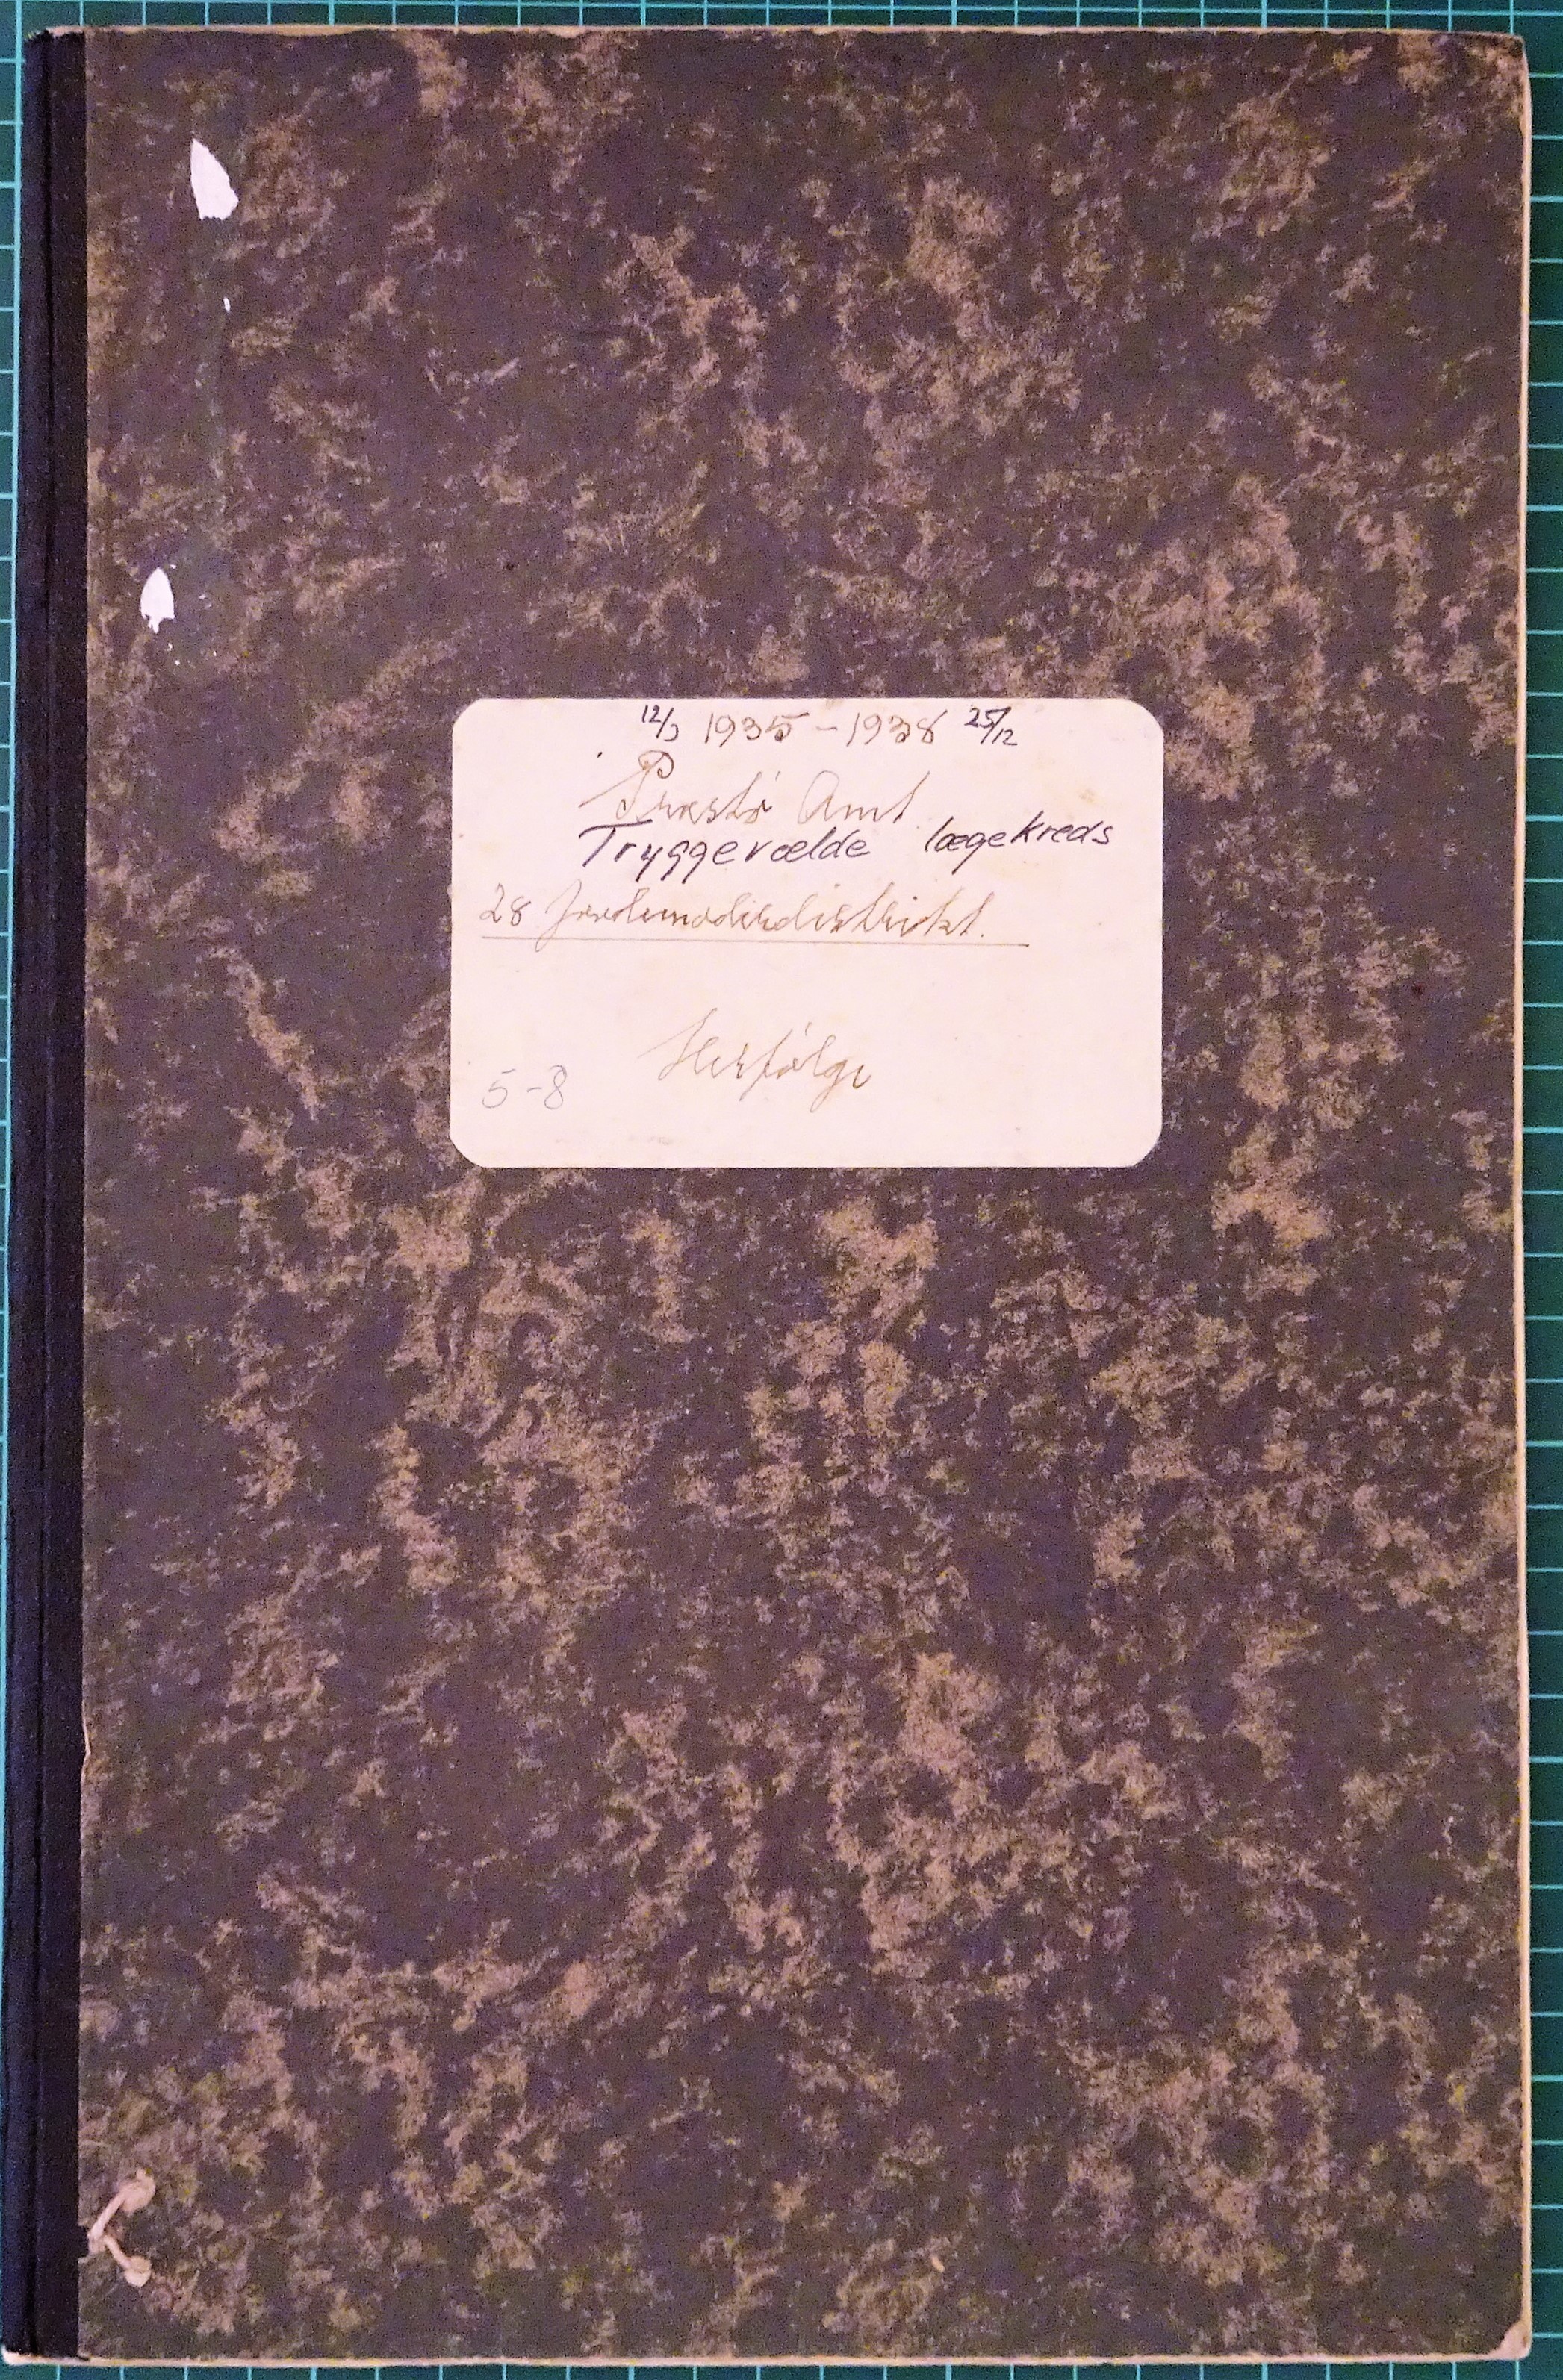 12/3 1935 - 1938 25/12
Præstø Amt
Tryggevælde lægekreds
28 Jordemoderdistrikt.
Herfølge
5-8